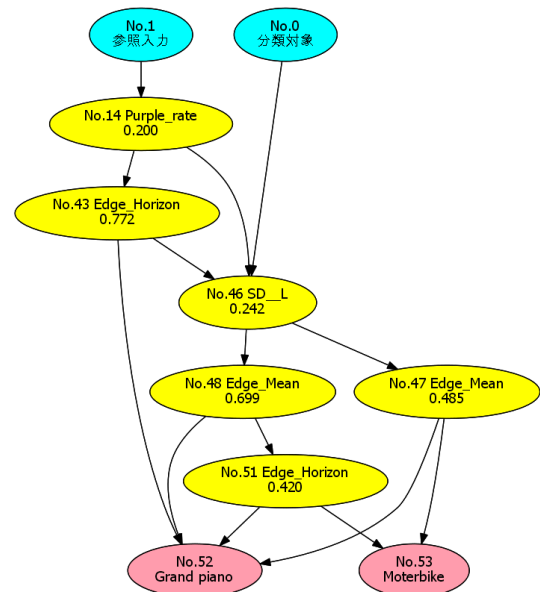 No.1
参照入力
No.0
分類対象
No.14 Purple_rate
0.200
No.43 Edge_Horizon
0.772
No.46 SD__L
0.242
No.48 Edge_Mean
0.699
No.47 Edge_Mean
0.485
No.51 Edge_Horizon
0.420
No.52
Grand piano
No.53
Moterbike